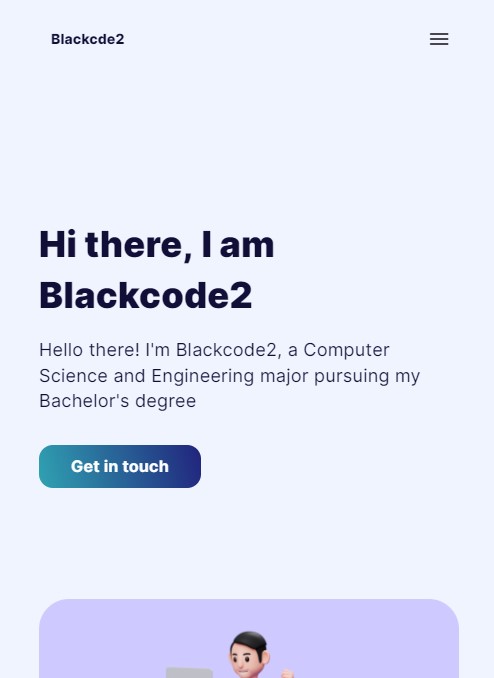 Blackcde2
Hi there, I am
Blackcode2
Hello there! I'm Blackcode2, a Computer
Science and Engineering major pursuing my
Bachelor's degree
Get in touch